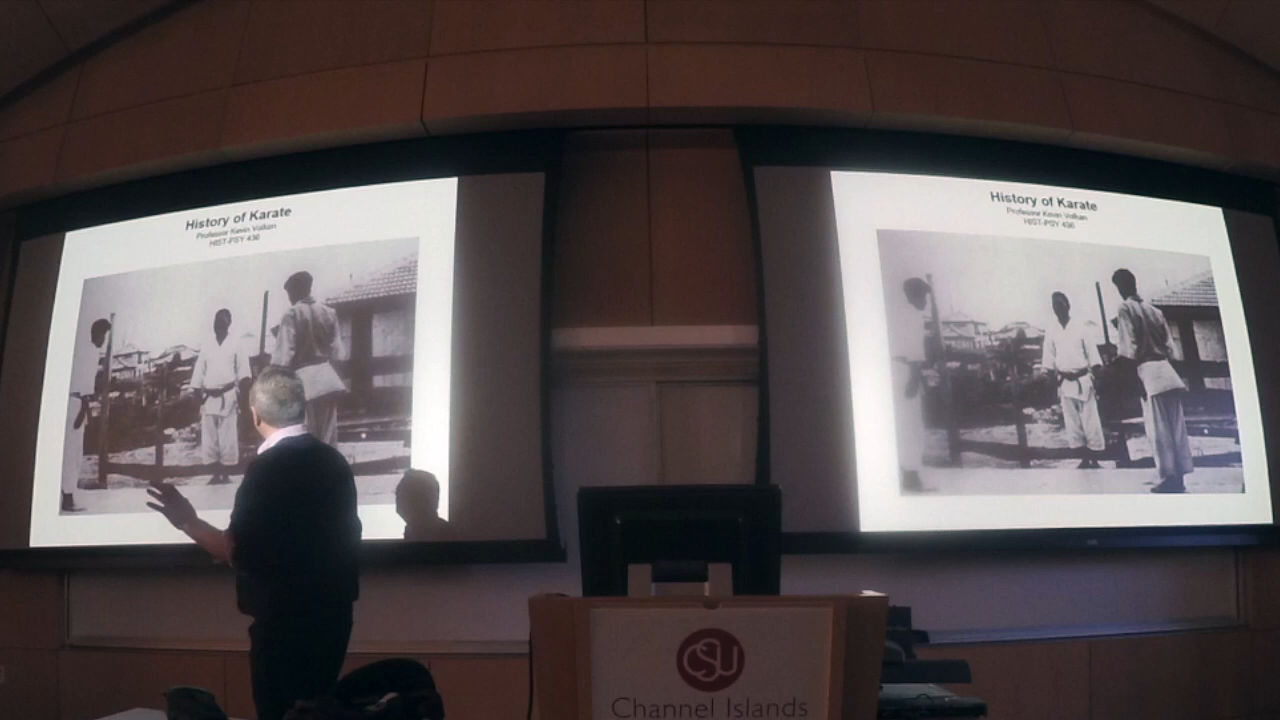 History of Karate
Professor Kevin Volkan
HIST-PSY 436
History of Karate
Professor Kevin Volkan
HIST-PSY 436
CSU
Channel Islands